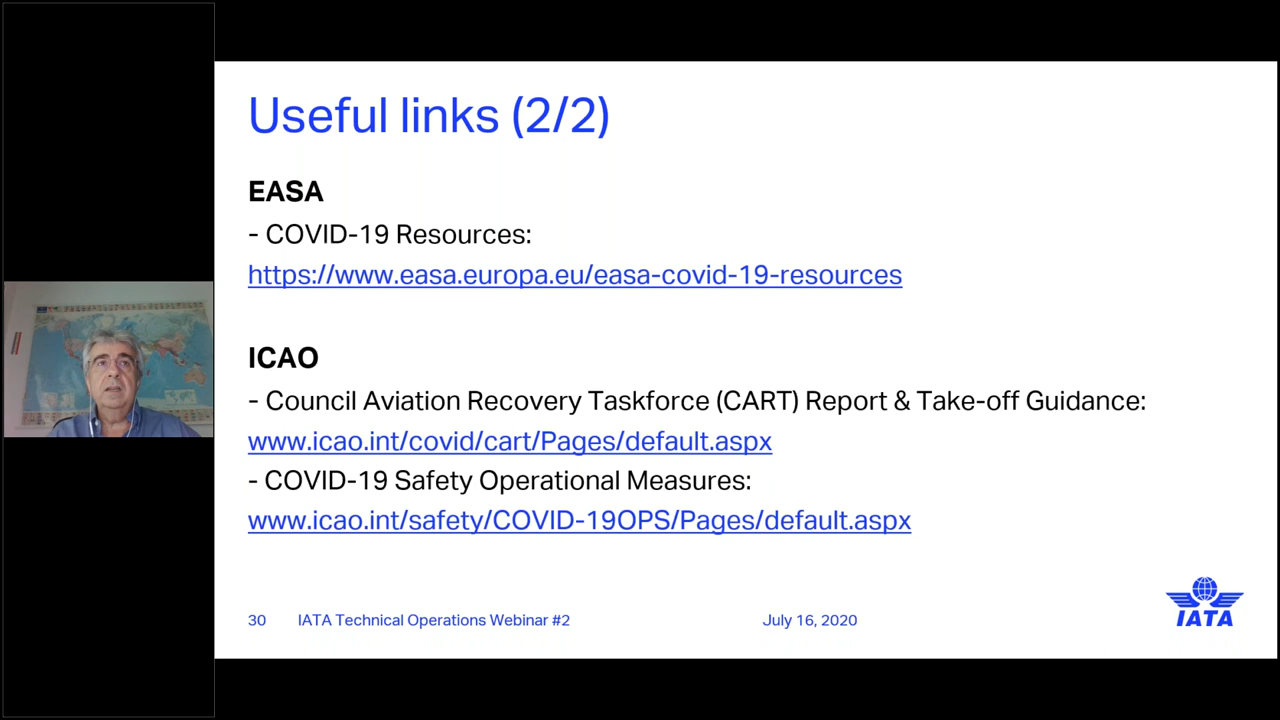 Useful links (2/2)
EASA
- COVID-19 Resources:
https://www.easa.europa.eu/easa-covid-19-resources
ICAO
- Council Aviation Recovery Taskforce (CART) Report & Take-off Guidance:
www.icao.int/covid/cart/Pages/default.aspx
- COVID-19 Safety Operational Measures:
www.icao.int/safety/COVID-19OPS/Pages/default.aspx
30 IATA Technical Operations Webinar #2 July 16, 2020
IATA